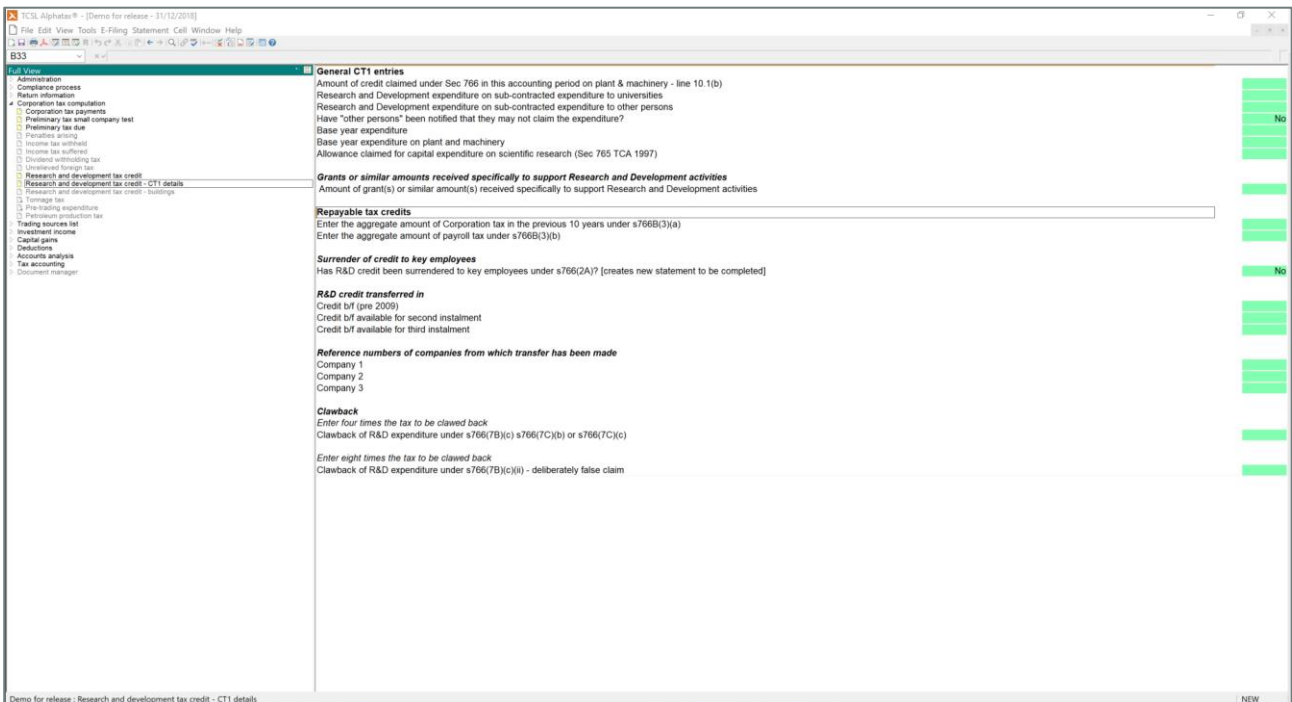 TCSL Alphatax® - [Demo for release - 31/12/2018]
File Edit View Tools E-Filing Statement Cell Window Help
B33
Full View
Administration
Compliance process
Return information
Corporation tax computation
Corporation tax payments
Preliminary tax small company test
Preliminary tax due
Penalties arising
Income tax withheld
Income tax suffered
Dividend withholding tax
Unrelieved foreign tax
Research and development tax credit
Research and development tax credit - CT1 details
Research and development tax credit - buildings
Tonnage tax
Pre-trading expenditure
Petroleum production tax
Trading sources list
Investment income
Capital gains
Deductions
Accounts analysis
Tax accounting
Document manager
General CT1 entries
Amount of credit claimed under Sec 766 in this accounting period on plant & machinery - line 10.1(b)
Research and Development expenditure on sub-contracted expenditure to universities
Research and Development expenditure on sub-contracted expenditure to other persons
Have "other persons" been notified that they may not claim the expenditure? No
Base year expenditure
Base year expenditure on plant and machinery
Allowance claimed for capital expenditure on scientific research (Sec 765 TCA 1997)
Grants or similar amounts received specifically to support Research and Development activities
Amount of grant(s) or similar amount(s) received specifically to support Research and Development activities
Repayable tax credits
Enter the aggregate amount of Corporation tax in the previous 10 years under s766B(3)(a)
Enter the aggregate amount of payroll tax under s766B(3)(b)
Surrender of credit to key employees
Has R&D credit been surrendered to key employees under s766(2A)? [creates new statement to be completed] No
R&D credit transferred in
Credit b/f (pre 2009)
Credit b/f available for second instalment
Credit b/f available for third instalment
Reference numbers of companies from which transfer has been made
Company 1
Company 2
Company 3
Clawback
Enter four times the tax to be clawed back
Clawback of R&D expenditure under s766(7B)(c) s766(7C)(b) or s766(7C)(c)
Enter eight times the tax to be clawed back
Clawback of R&D expenditure under s766(7B)(c)(ii) - deliberately false claim
Demo for release : Research and development tax credit - CT1 details
NEW